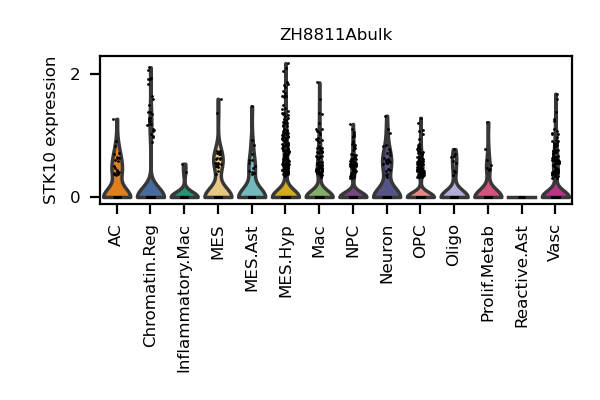 ZH8811Abulk
STK10 expression
2
0
AC
Chromatin.Reg
Inflammatory.Mac
MES
MES.Ast
MES.Hyp
Mac
NPC
Neuron
OPC
Oligo
Prolif.Metab
Reactive.Ast
Vasc